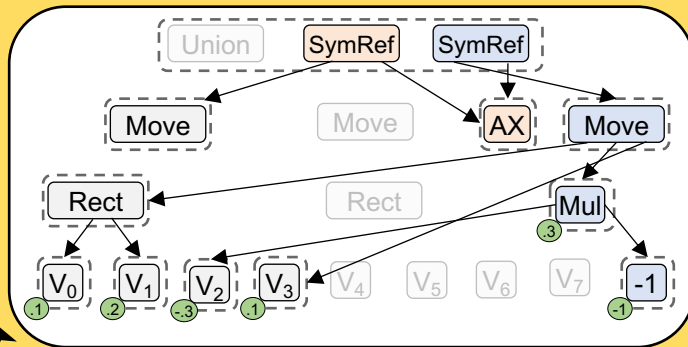 Union SymRef SymRef
Move Move AX Move
Rect Rect Mul
.3
V₀ V₁ V₂ V₃ V₄ V₅ V₆ V₇ -1
.1 .2 -.3 .1 -1